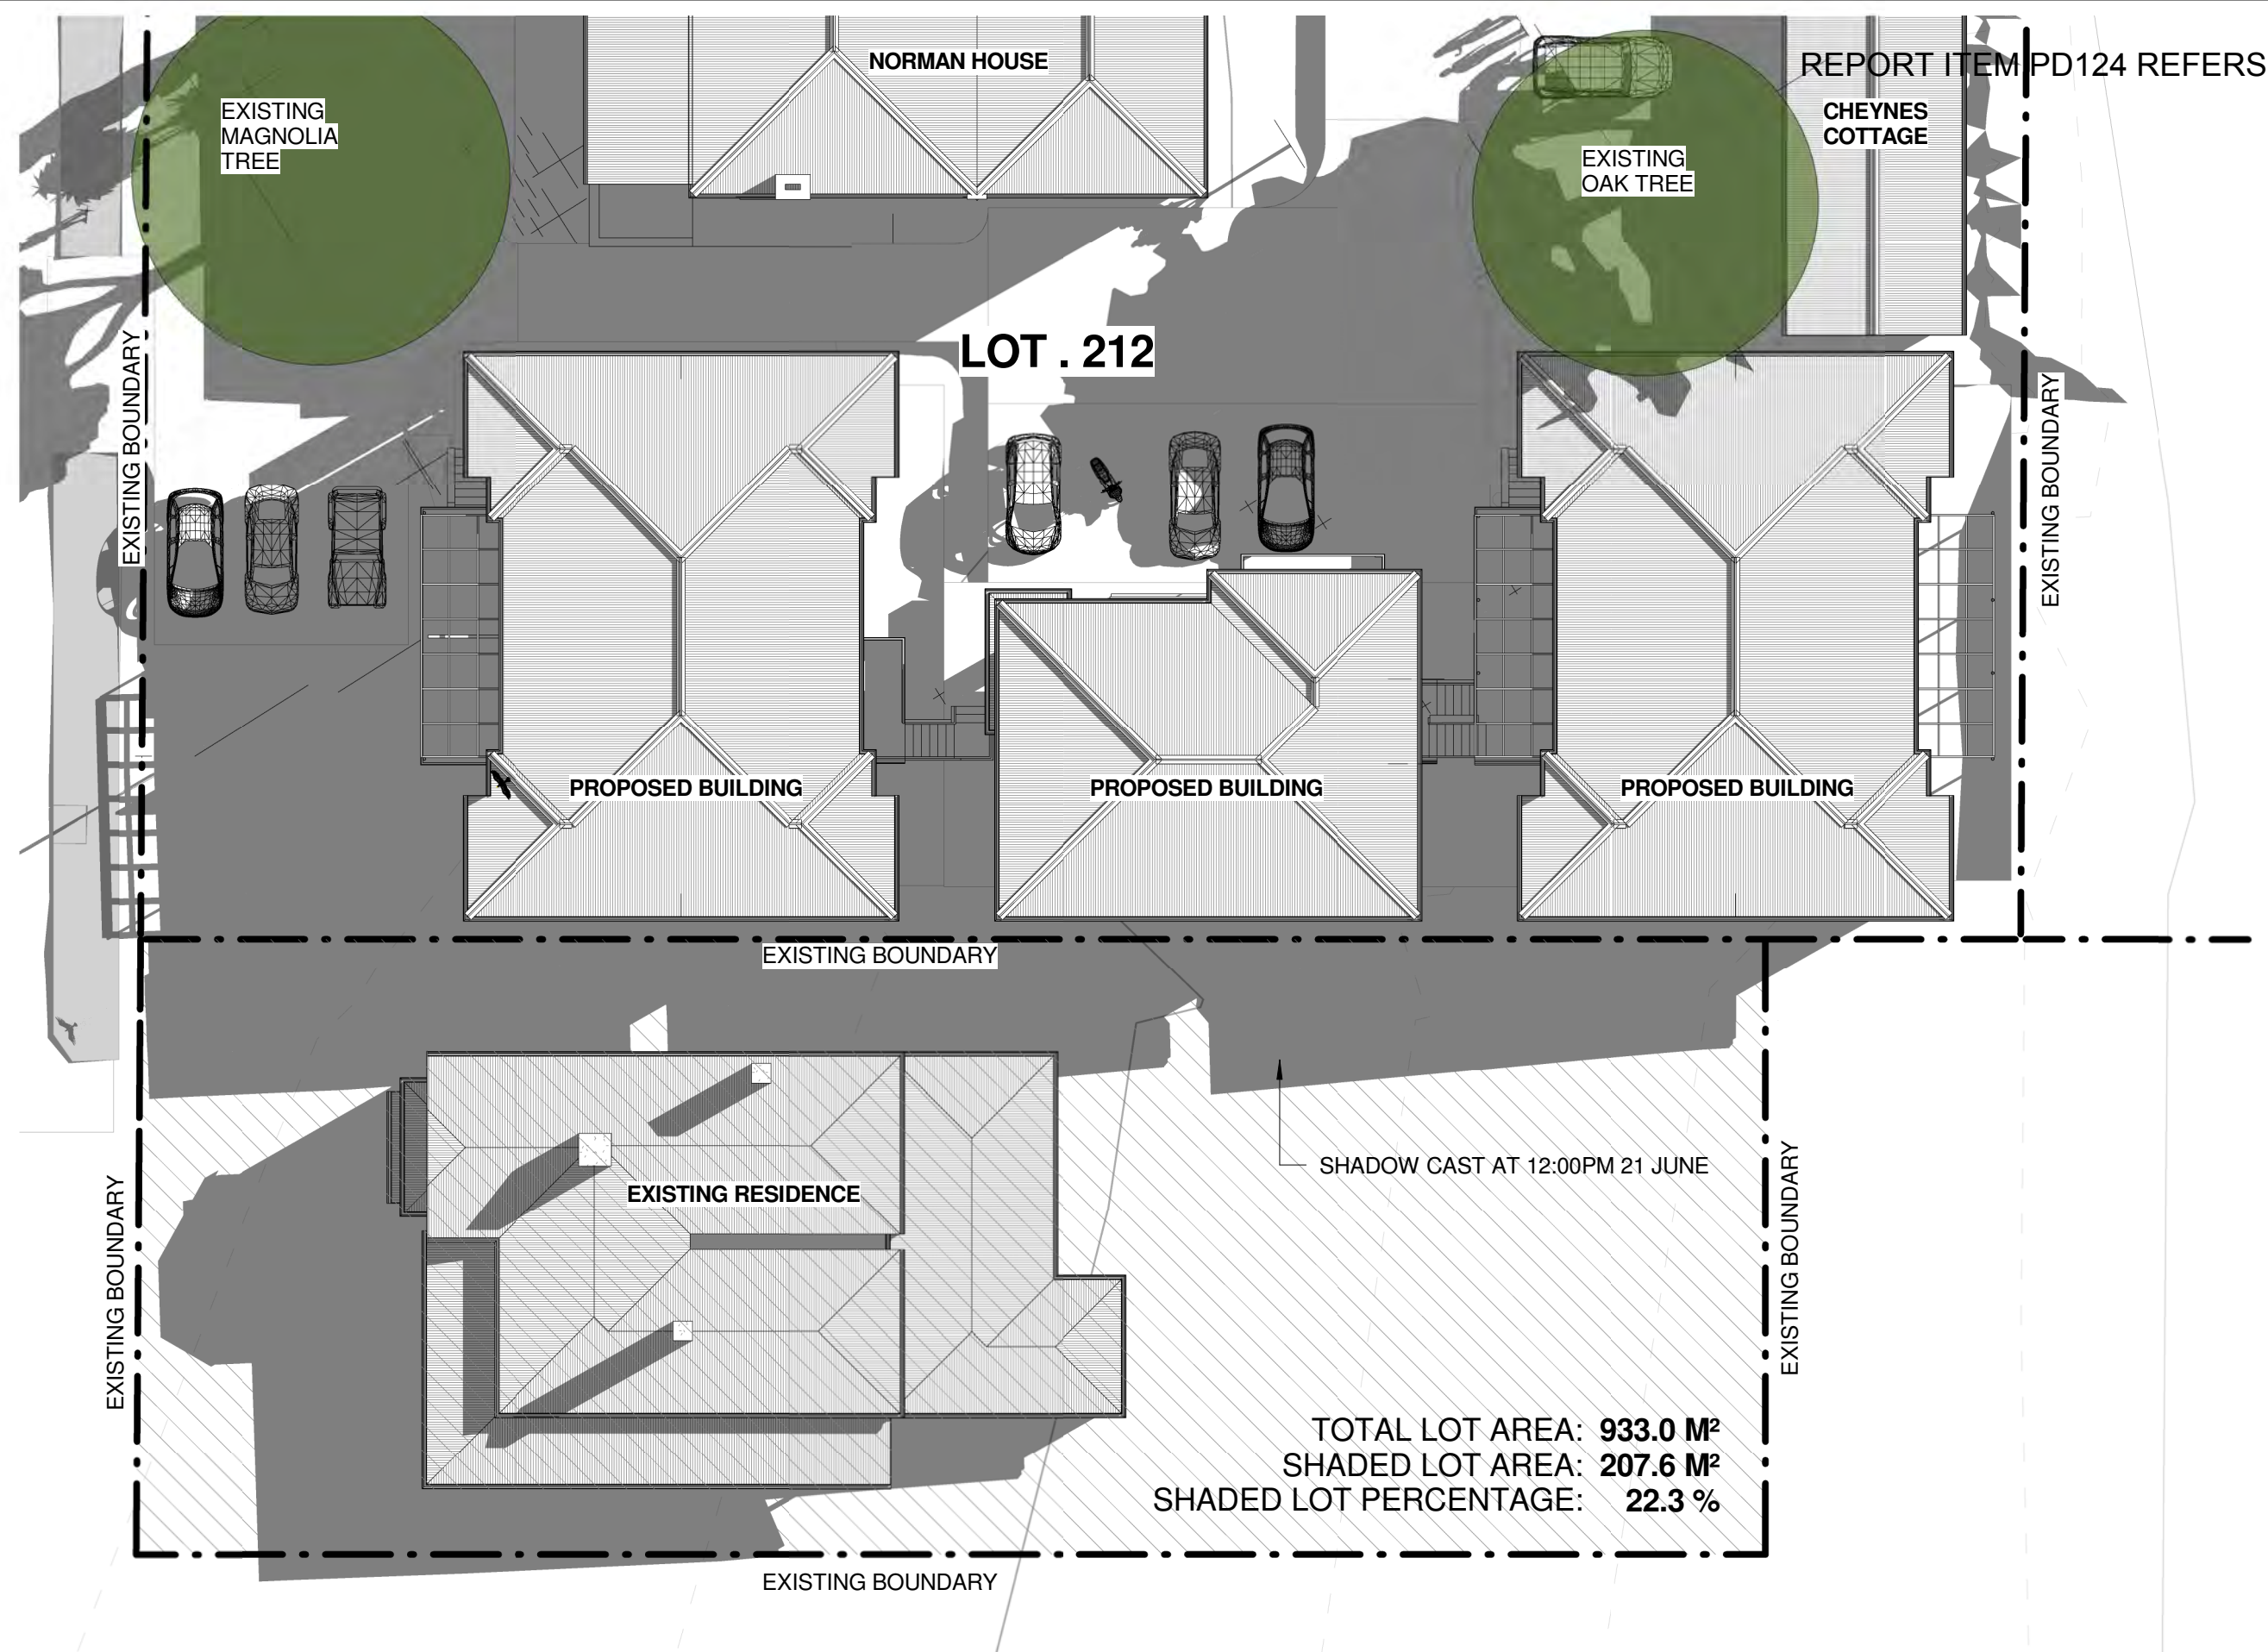 NORMAN HOUSE
REPORT ITEM PD124 REFERS
EXISTING
MAGNOLIA
TREE
CHEYNES
COTTAGE
EXISTING
OAK TREE
LOT . 212
EXISTING BOUNDARY
EXISTING BOUNDARY
PROPOSED BUILDING
PROPOSED BUILDING
PROPOSED BUILDING
EXISTING BOUNDARY
SHADOW CAST AT 12:00PM 21 JUNE
EXISTING RESIDENCE
EXISTING BOUNDARY
EXISTING BOUNDARY
TOTAL LOT AREA: 933.0 M²
SHADED LOT AREA: 207.6 M²
SHADED LOT PERCENTAGE: 22.3 %
EXISTING BOUNDARY